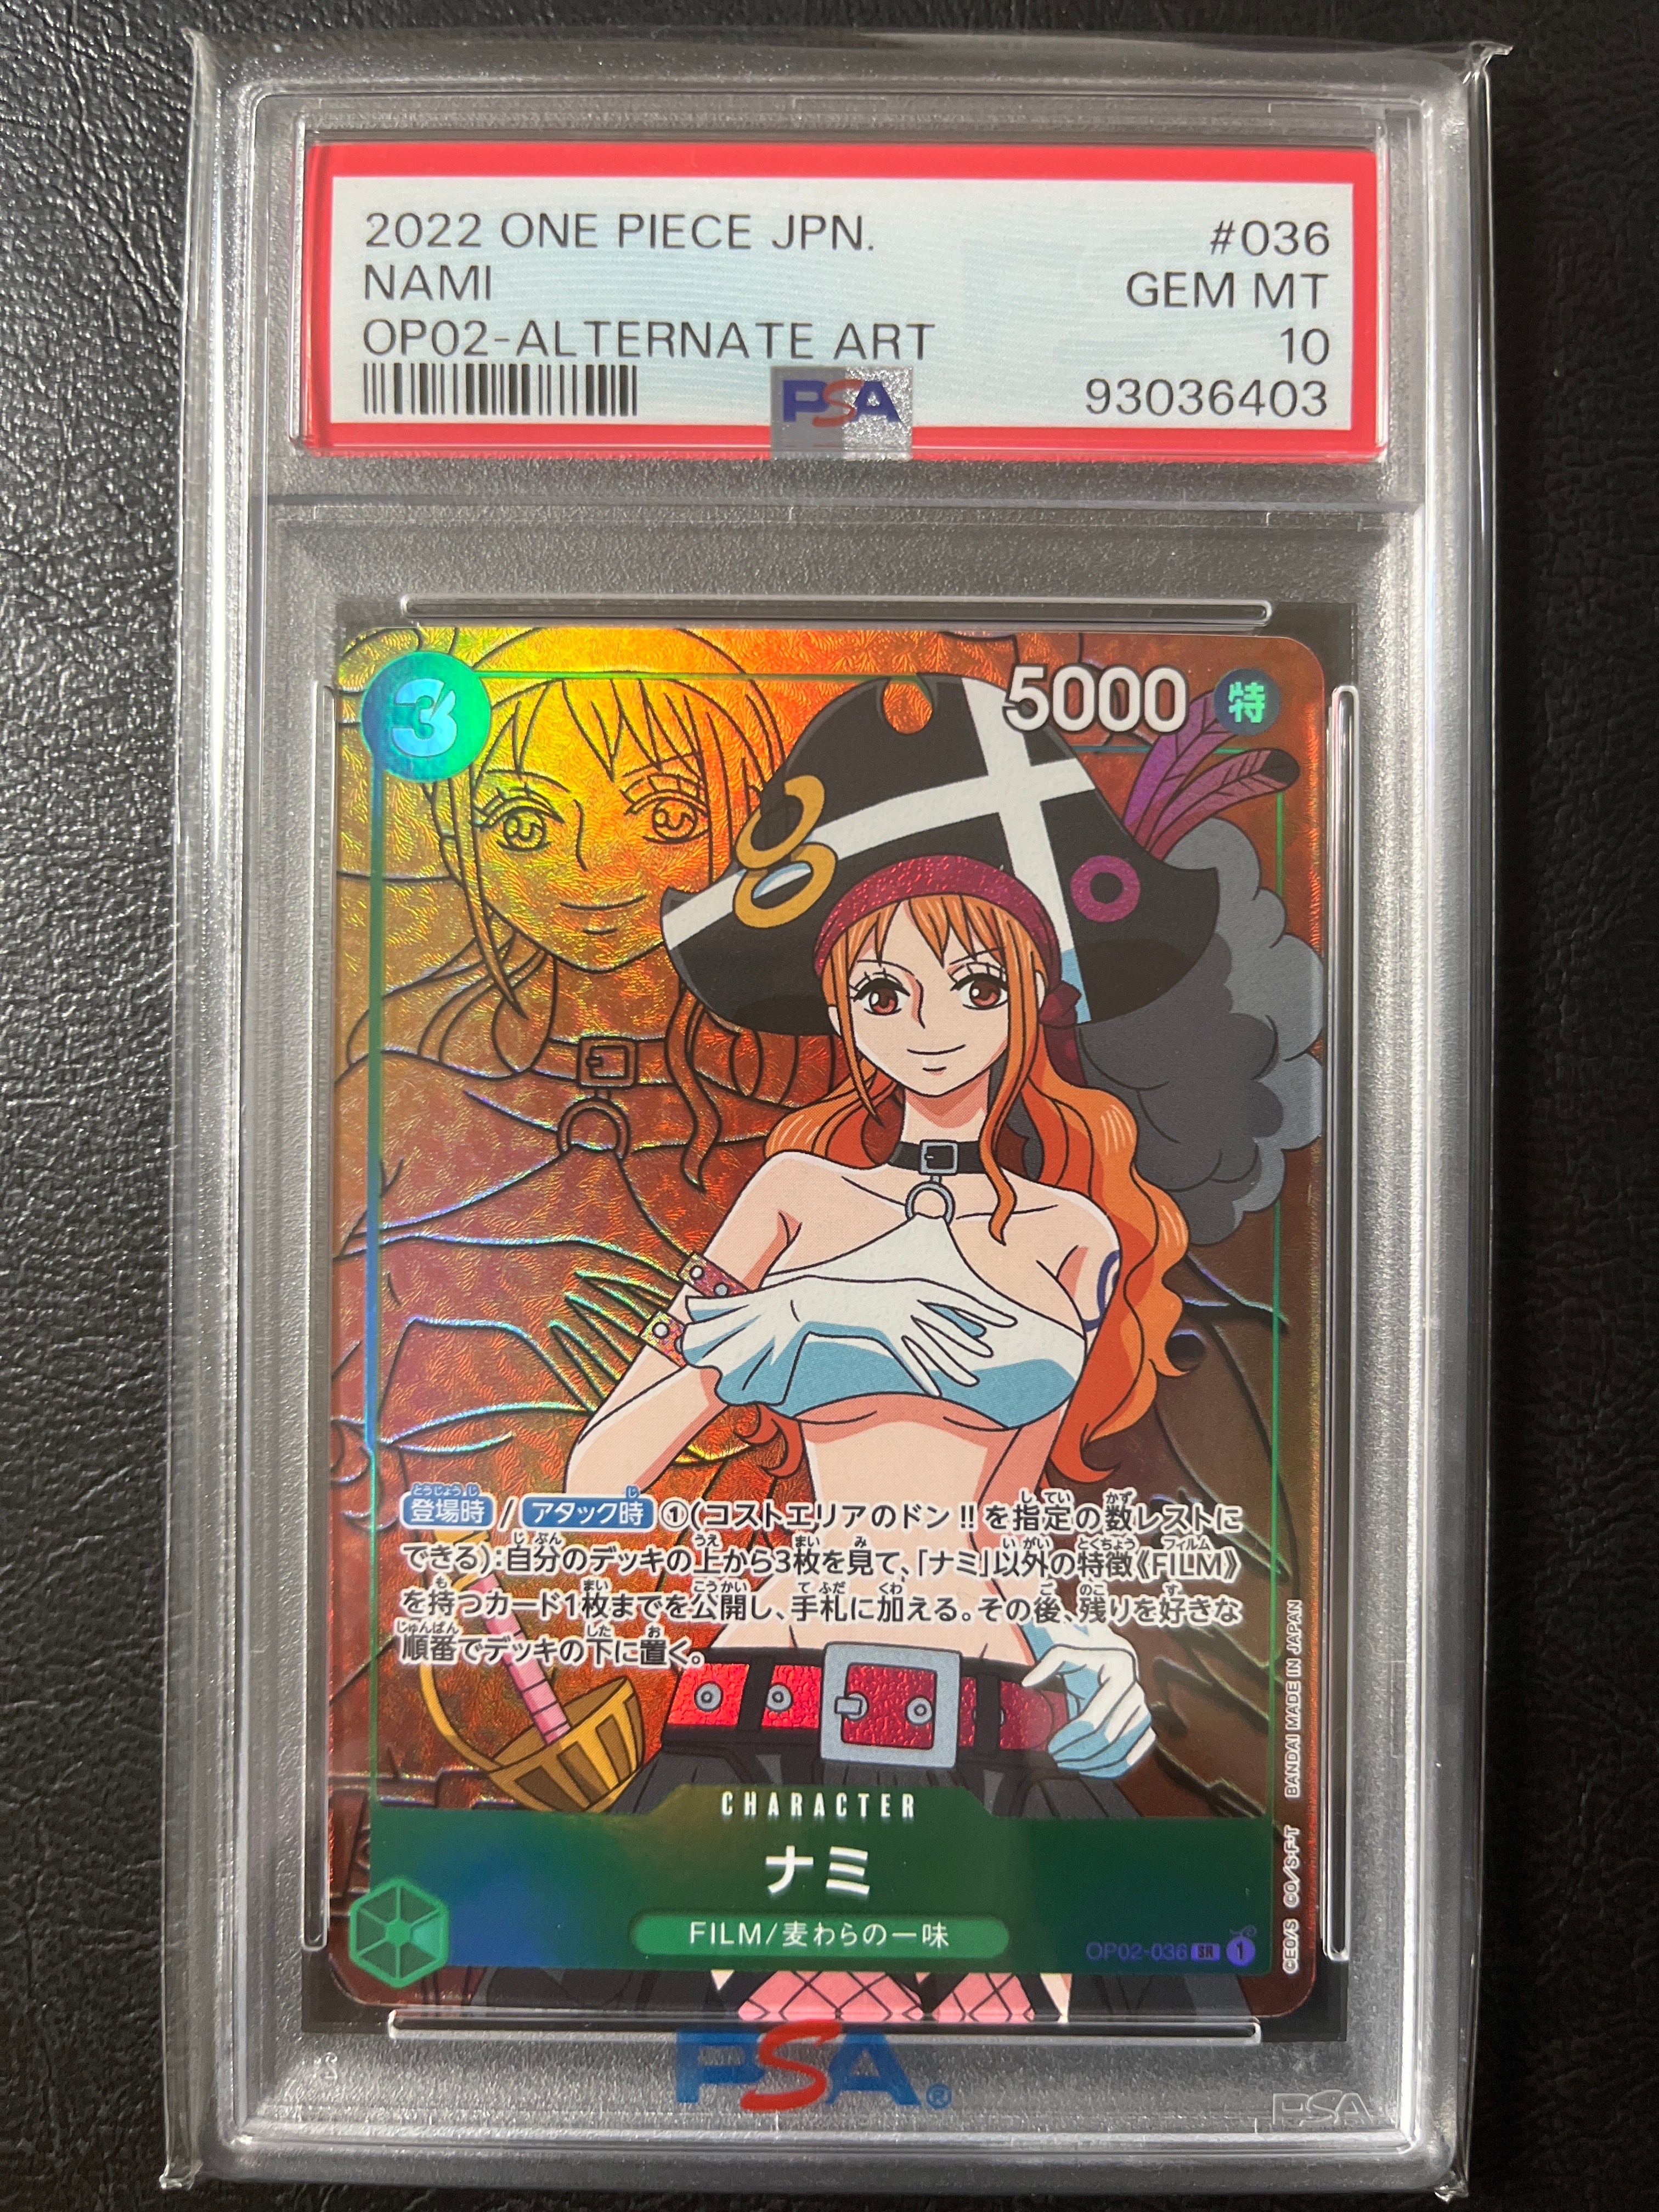 2022 ONE PIECE JPN. #036
NAMI GEM MT
OP02-ALTERNATE ART 10
PSA 93036403
3 5000 特
登場時 / アタック時 ①(コストエリアのドン!!を指定の数レストに
できる):自分のデッキの上から3枚を見て、「ナミ」以外の特徴《FILM》
を持つカード1枚までを公開し、手札に加える。その後、残りを好きな
順番でデッキの下に置く。
CHARACTER
ナミ
FILM/麦わらの一味
OP02-036 SR 1
©EO/S ©O/S・F・T BANDAI MADE IN JAPAN
PSA®
PSA